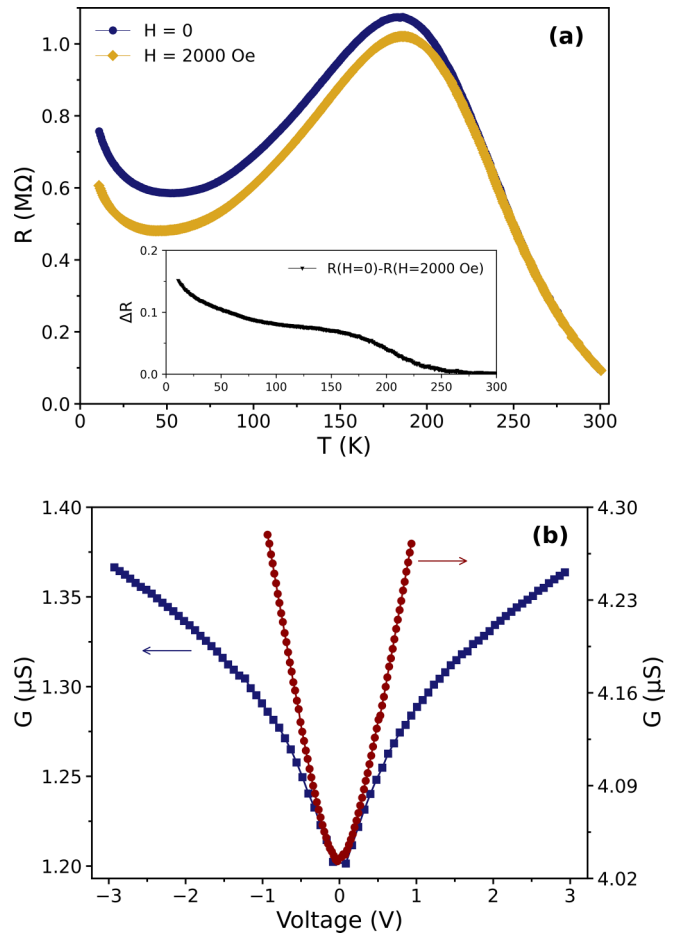 (a)
H = 0
H = 2000 Oe
R (MΩ)
1.0
0.8
0.6
0.4
0.2
0.0
0 50 100 150 200 250 300
T (K)
R(H=0)-R(H=2000 Oe)
ΔR
0.2
0.1
0.0
0 50 100 150 200 250 300
(b)
G (µS)
1.40
1.35
1.30
1.25
1.20
4.30
4.23
4.16
4.09
4.02
G (µS)
−3 −2 −1 0 1 2 3
Voltage (V)